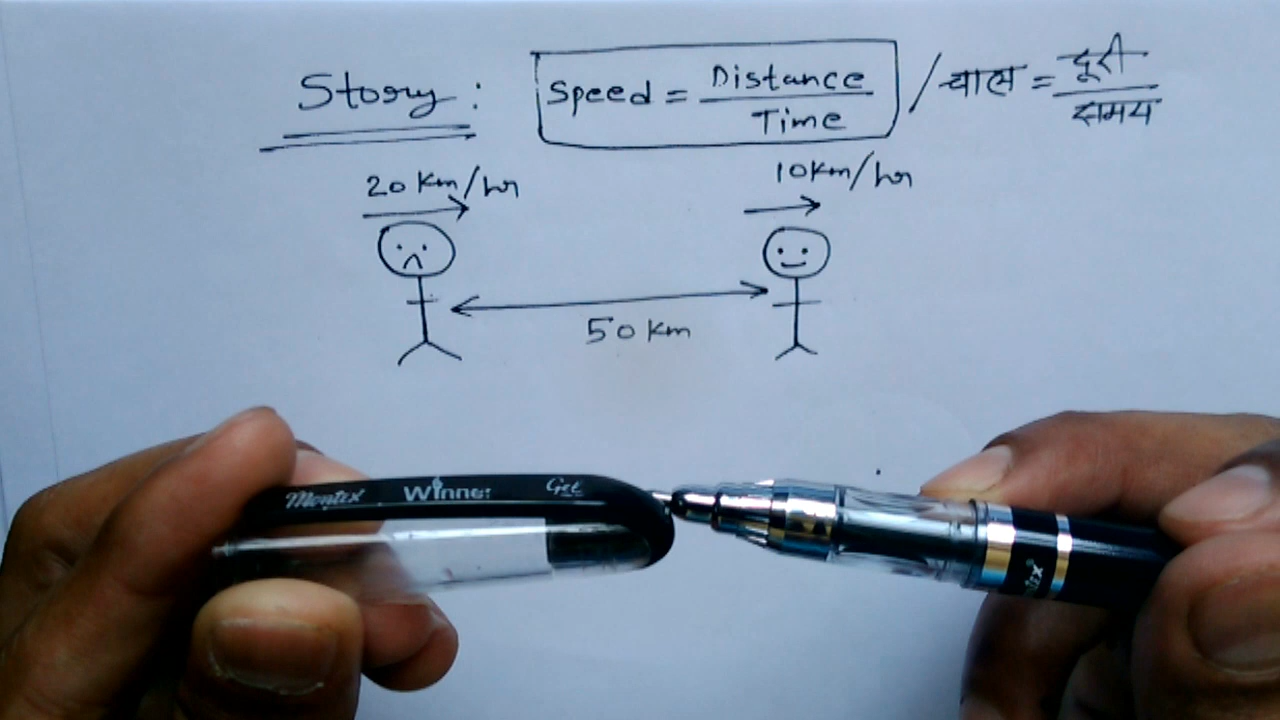 Story : Speed = Distance / Time / चाल = दूरी / समय
20 km/hr
10 km/hr
50 km
Montex Winner Gel